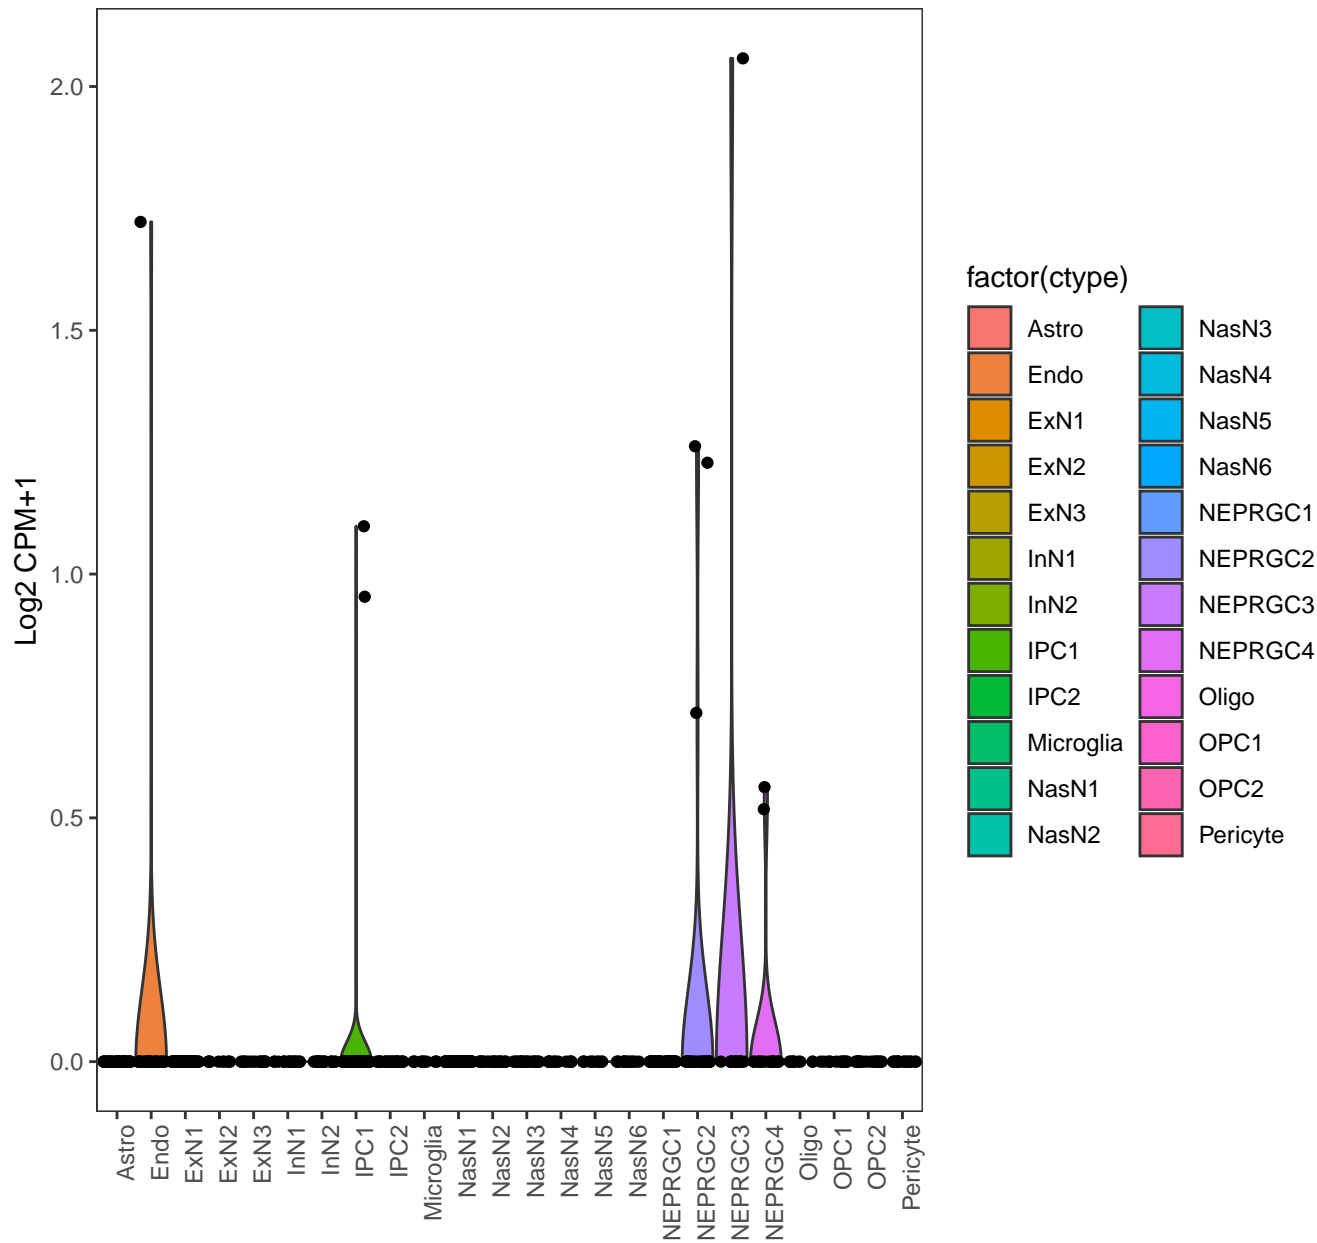 2.0
1.5
1.0
0.5
0.0
Log2 CPM+1
Astro
Endo
ExN1
ExN2
ExN3
InN1
InN2
IPC1
IPC2
Microglia
NasN1
NasN2
NasN3
NasN4
NasN5
NasN6
NEPRGC1
NEPRGC2
NEPRGC3
NEPRGC4
Oligo
OPC1
OPC2
Pericyte
factor(ctype)
Astro
Endo
ExN1
ExN2
ExN3
InN1
InN2
IPC1
IPC2
Microglia
NasN1
NasN2
NasN3
NasN4
NasN5
NasN6
NEPRGC1
NEPRGC2
NEPRGC3
NEPRGC4
Oligo
OPC1
OPC2
Pericyte